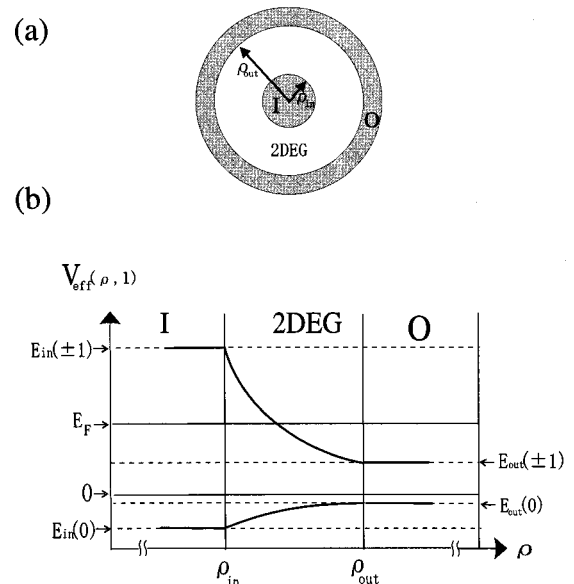 (a)
ρout
ρin
I
O
2DEG
(b)
Veff(ρ,1)
I 2DEG O
Ein(±1)
EF
Eout(±1)
0
Eout(0)
Ein(0)
ρin
ρout
ρ